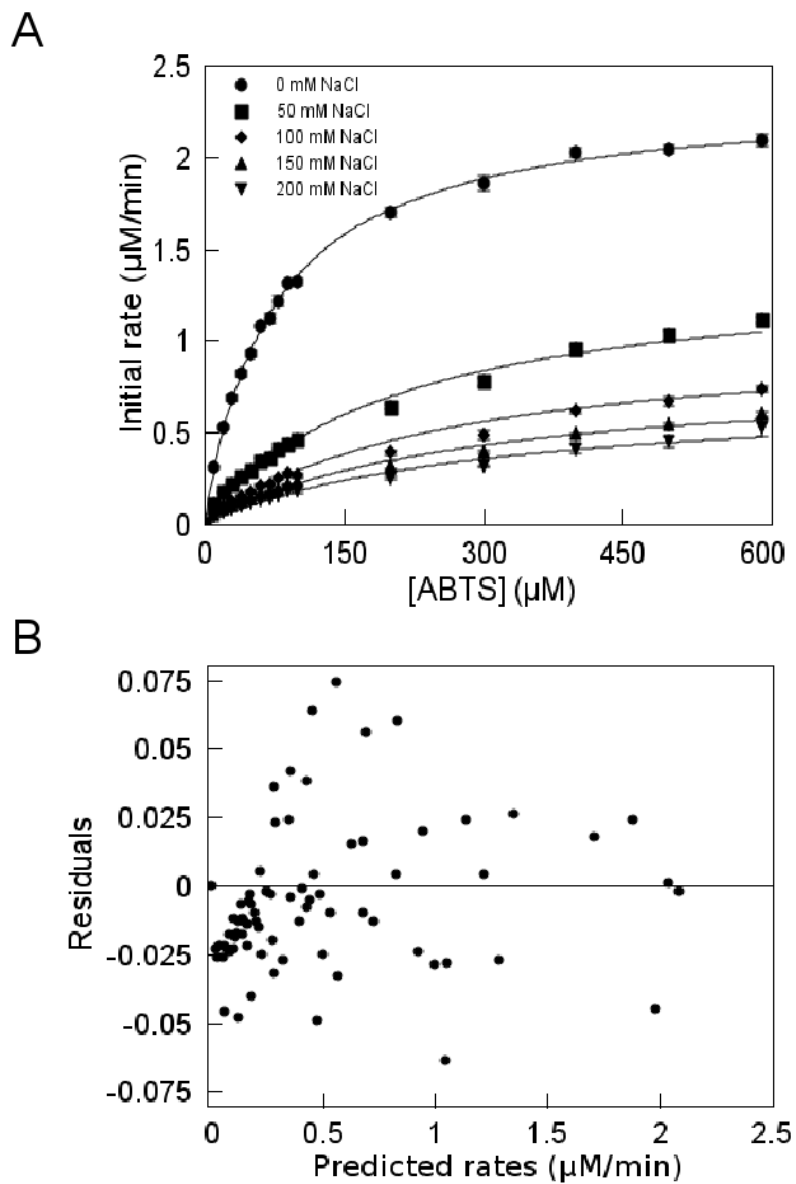 A
Initial rate (µM/min)
2.5
2
1.5
1
0.5
0
0 mM NaCl
50 mM NaCl
100 mM NaCl
150 mM NaCl
200 mM NaCl
0 150 300 450 600
[ABTS] (µM)
B
Residuals
0.075
0.05
0.025
0
-0.025
-0.05
-0.075
0 0.5 1 1.5 2 2.5
Predicted rates (µM/min)